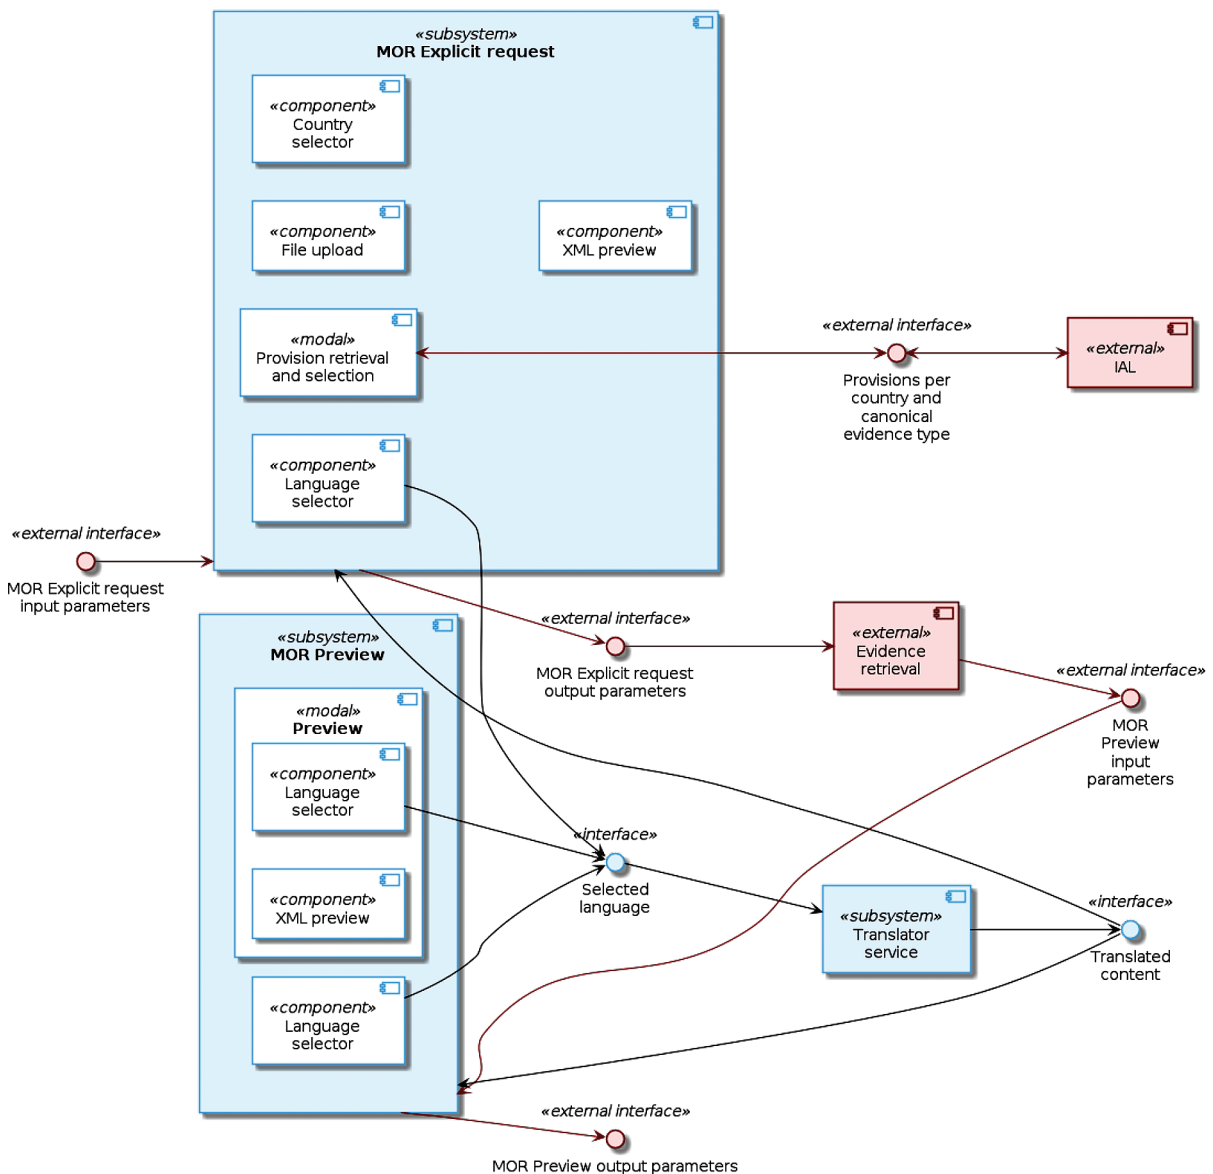 «subsystem»
MOR Explicit request
«component»
Country
selector
«component»
File upload
«component»
XML preview
«modal»
Provision retrieval
and selection
«external interface»
Provisions per
country and
canonical
evidence type
«external»
IAL
«component»
Language
selector
«external interface»
MOR Explicit request
input parameters
«external interface»
MOR Explicit request
output parameters
«external»
Evidence
retrieval
«external interface»
MOR
Preview
input
parameters
«subsystem»
MOR Preview
«modal»
Preview
«component»
Language
selector
«component»
XML preview
«component»
Language
selector
«interface»
Selected
language
«subsystem»
Translator
service
«interface»
Translated
content
«external interface»
MOR Preview output parameters